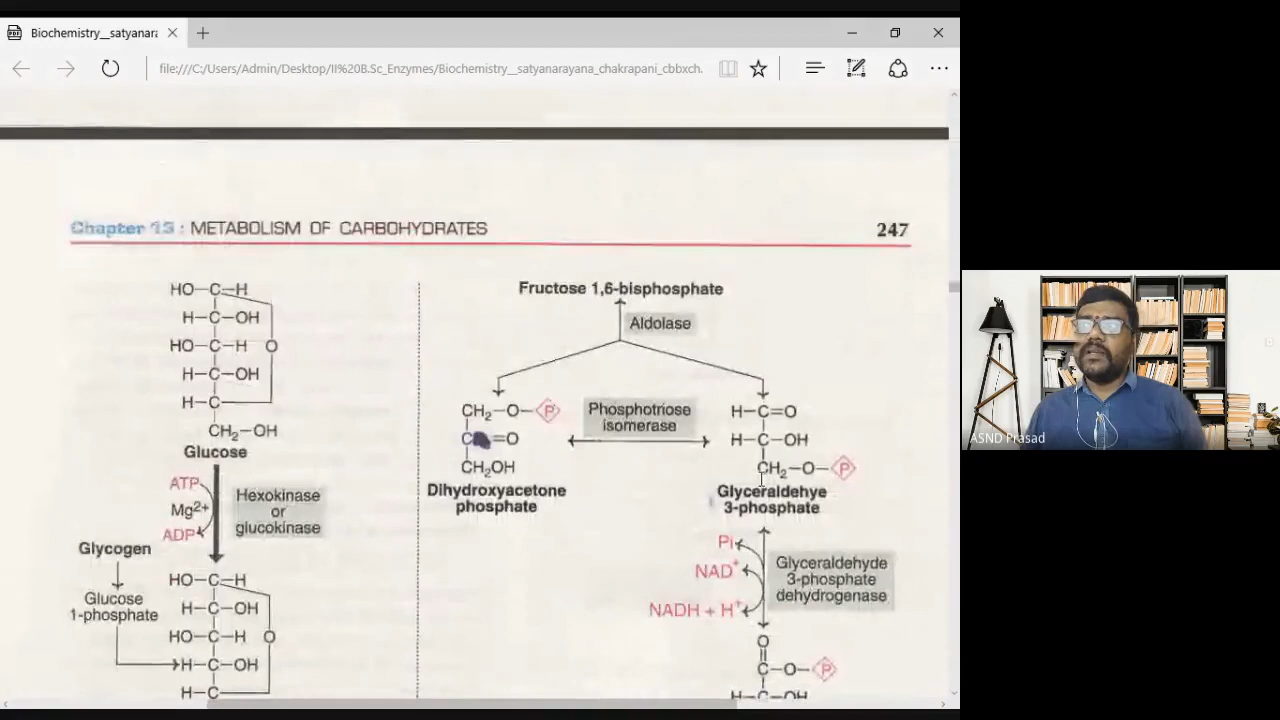 Biochemistry__satyanara
file:///C:/Users/Admin/Desktop/II%20B.Sc_Enzymes/Biochemistry__satyanarayana_chakrapani_cbbxch.
Chapter 13 : METABOLISM OF CARBOHYDRATES
247
HO–C–H
H–C–OH
HO–C–H O
H–C–OH
H–C
CH2–OH
Glucose
ATP
Mg2+
ADP
Hexokinase
or
glucokinase
Glycogen
Glucose
1-phosphate
HO–C–H
H–C–OH
HO–C–H O
H–C–OH
H–C
Fructose 1,6-bisphosphate
Aldolase
CH2–O–P
C=O
CH2OH
Dihydroxyacetone
phosphate
Phosphotriose
isomerase
H–C=O
H–C–OH
CH2–O–P
Glyceraldehye
3-phosphate
Pi
NAD+
NADH + H+
Glyceraldehyde
3-phosphate
dehydrogenase
O
C–O–P
H–C–OH
ASND Prasad